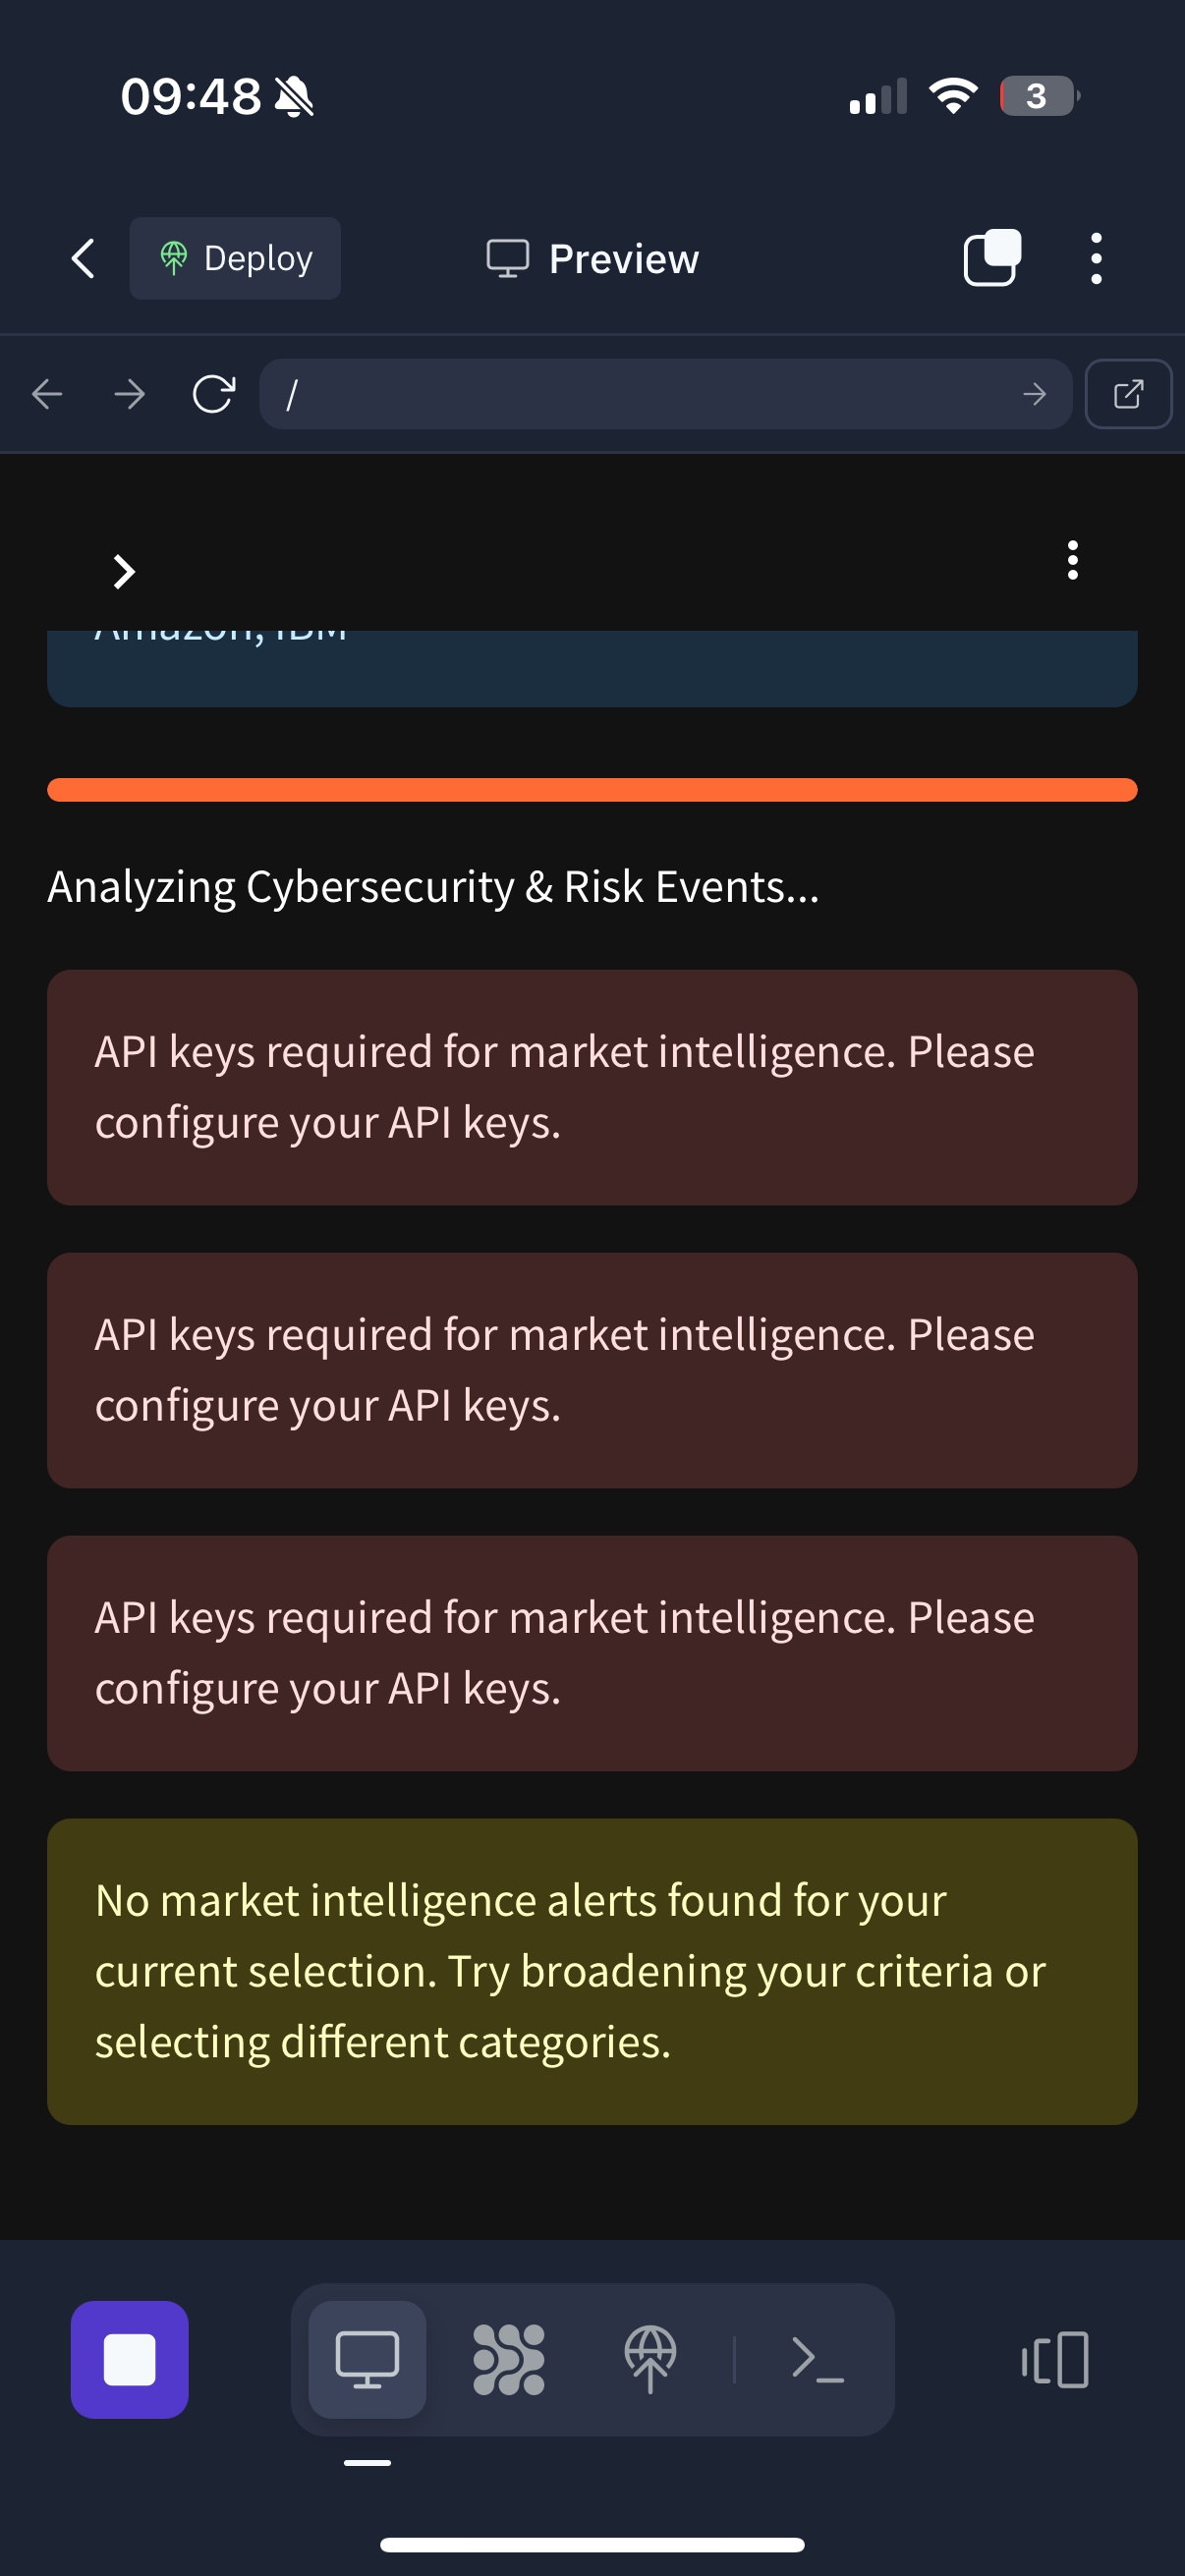 09:48
3
Deploy
Preview
/
Amazon, IBM
Analyzing Cybersecurity & Risk Events...
API keys required for market intelligence. Please
configure your API keys.
API keys required for market intelligence. Please
configure your API keys.
API keys required for market intelligence. Please
configure your API keys.
No market intelligence alerts found for your
current selection. Try broadening your criteria or
selecting different categories.